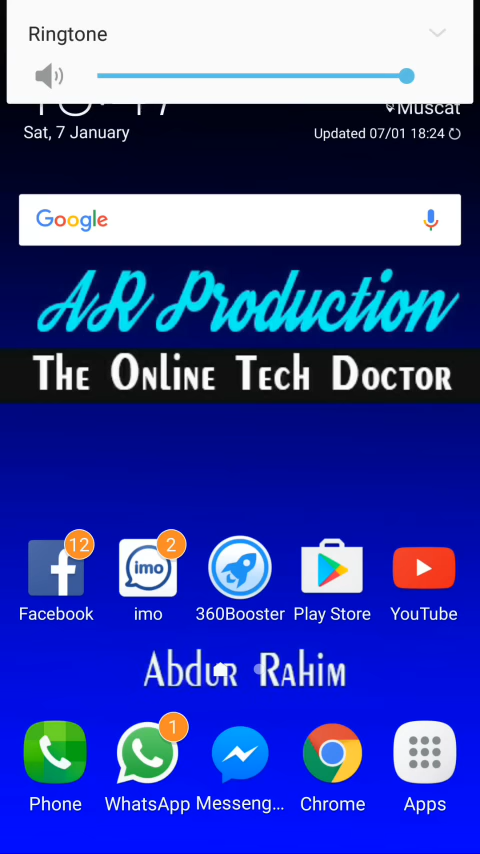 Ringtone
Muscat
Sat, 7 January
Updated 07/01 18:24
Google
AR Production
The Online Tech Doctor
12
2
imo
Facebook
imo
360Booster
Play Store
YouTube
Abdur Rahim
1
Phone
WhatsApp
Messeng...
Chrome
Apps